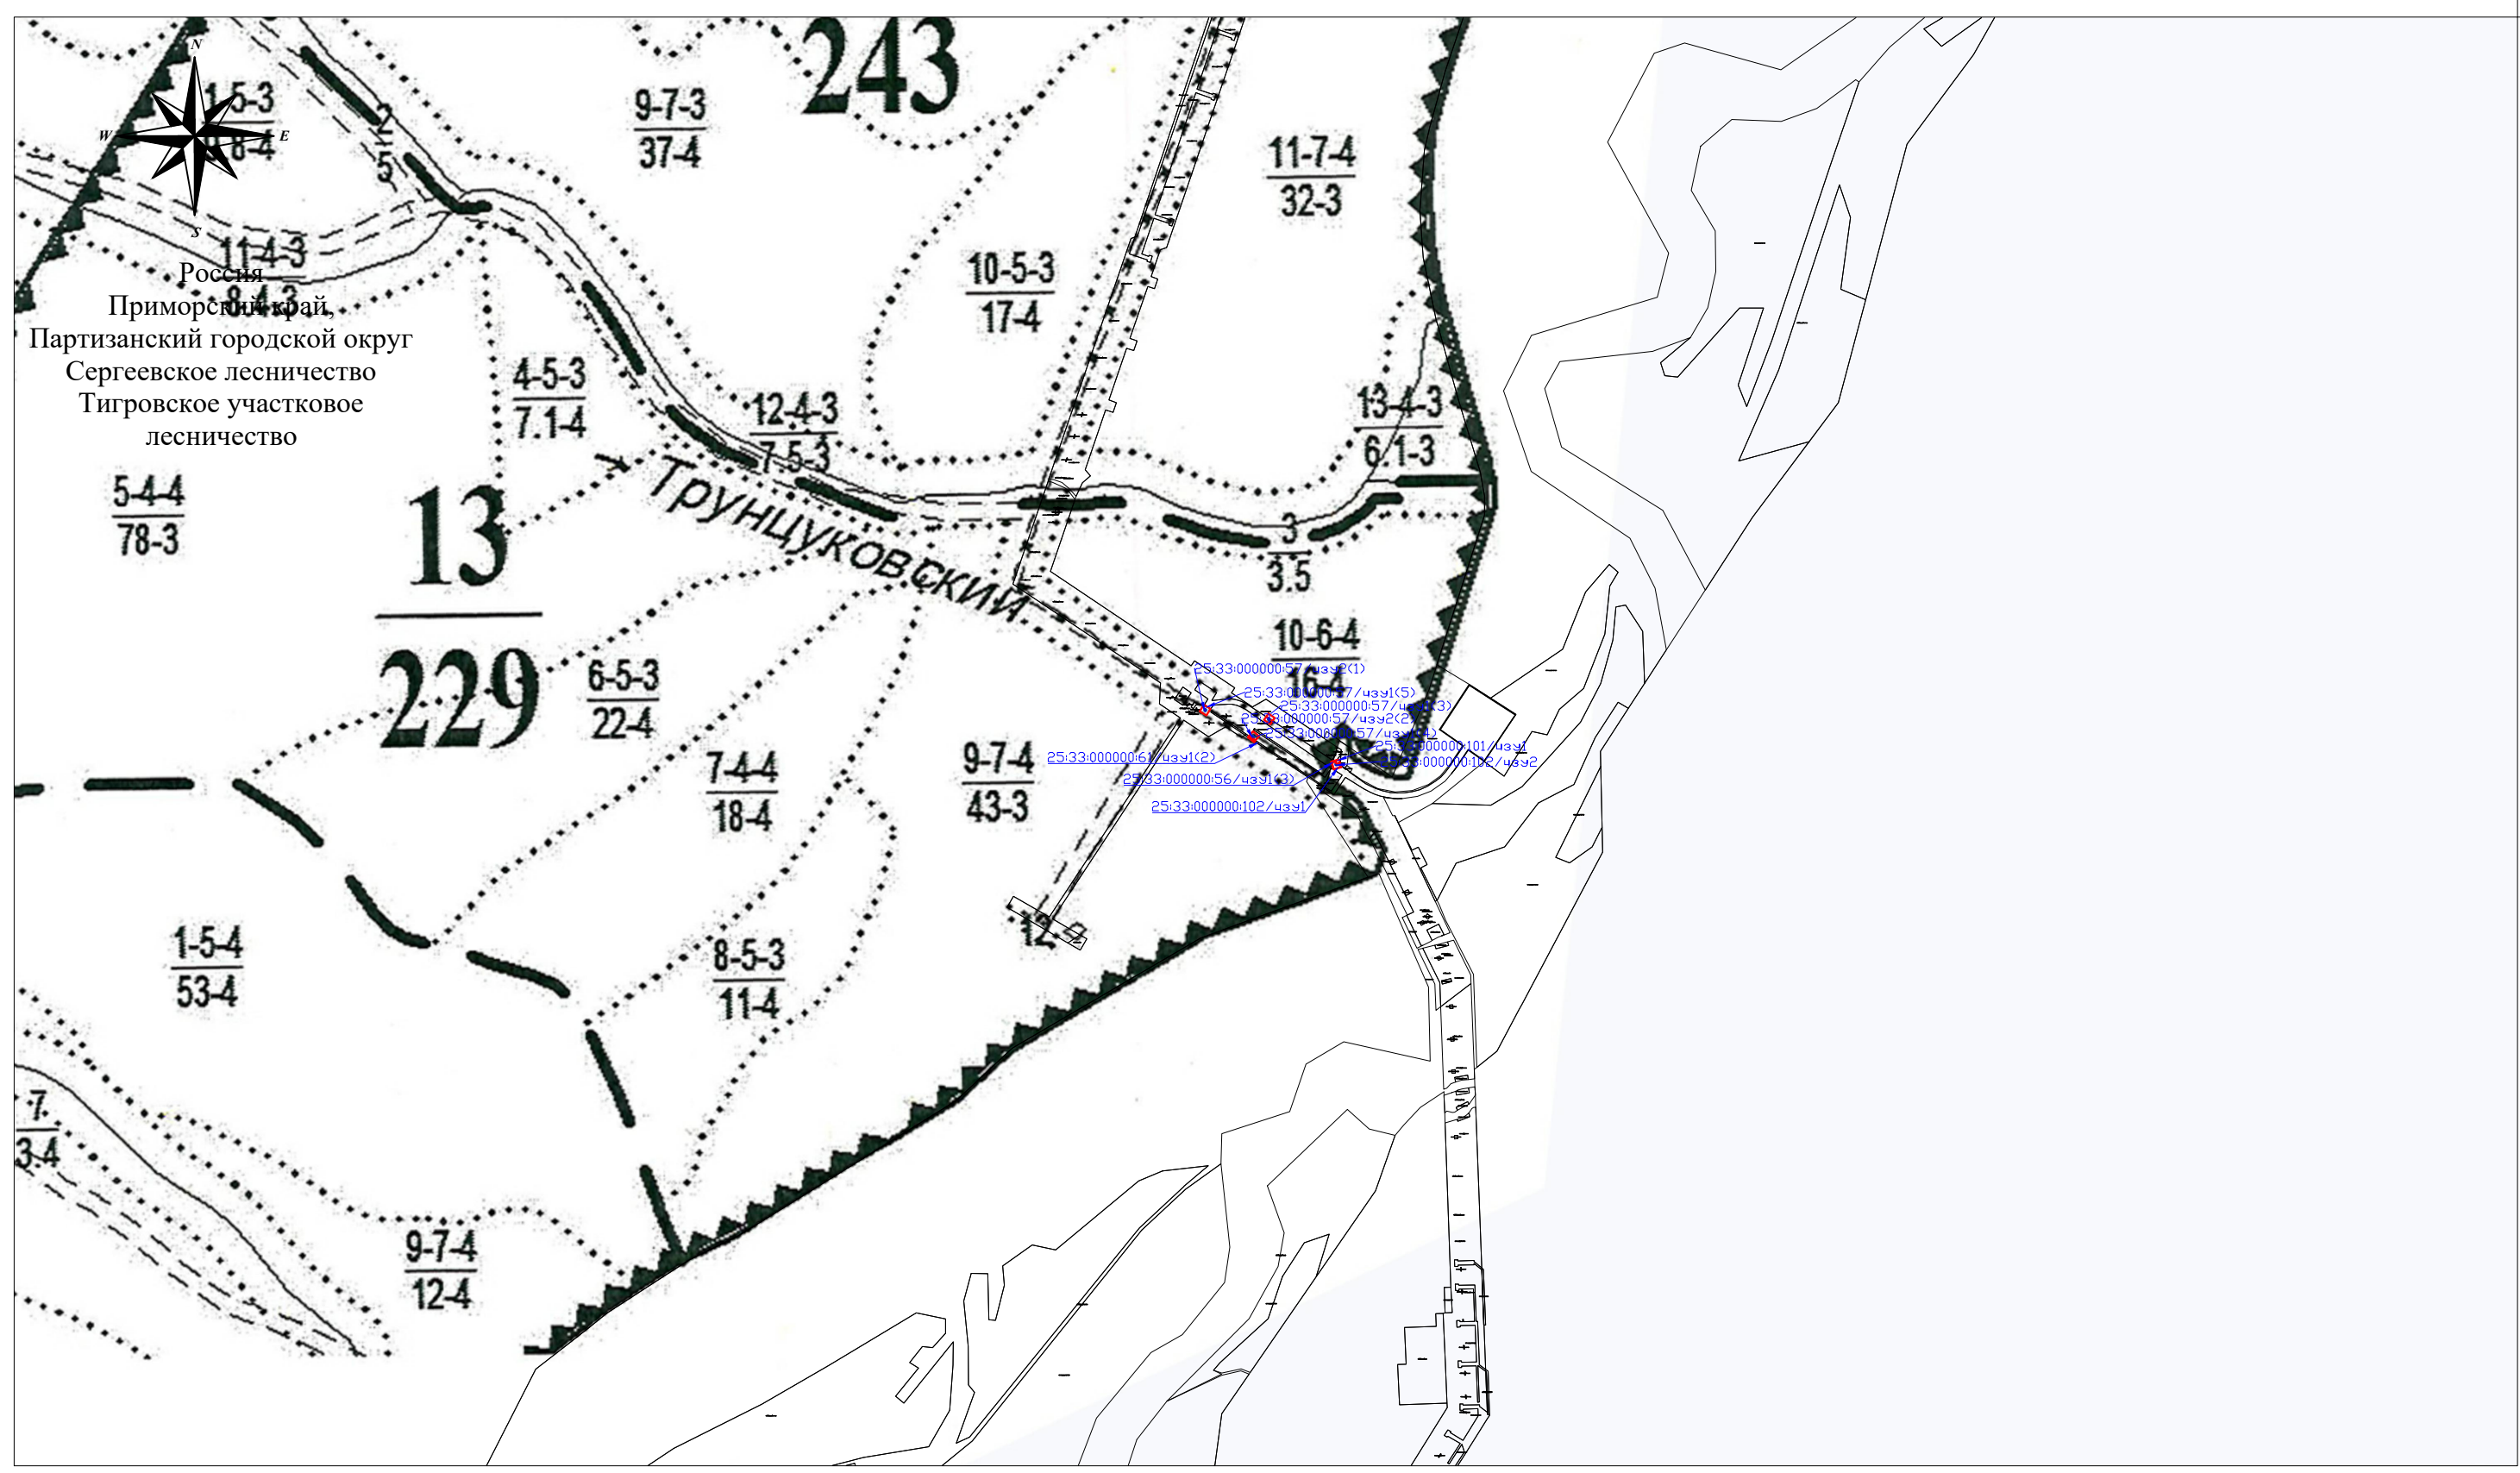 243
N
1-5-3
8-4
W
E
S
2
5
9-7-3
37-4
11-7-4
32-3
11-4-3
8.4-3
Россия
Приморский край,
Партизанский городской округ
Сергеевское лесничество
Тигровское участковое
лесничество
10-5-3
17-4
4-5-3
7.1-4
12-4-3
7.5-3
13-4-3
6.1-3
5-4-4
78-3
13
229
Трунцуковский
3
3.5
10-6-4
16-4
6-5-3
22-4
25:33:000000:57/чзу2(1)
25:33:000000:57/чзу1(5)
25:33:000000:57/
(3)
25:33:000000:57/чзу2(2)
57/
25:33:000000:101/чзу1
25:33:000000:61/чзу1(2)
25:33:000000:102/чзу2
25:33:000000:56/чзу1(3)
25:33:000000:102/чзу1
7-4-4
18-4
9-7-4
43-3
12
1-5-4
53-4
8-5-3
11-4
7
3.4
9-7-4
12-4